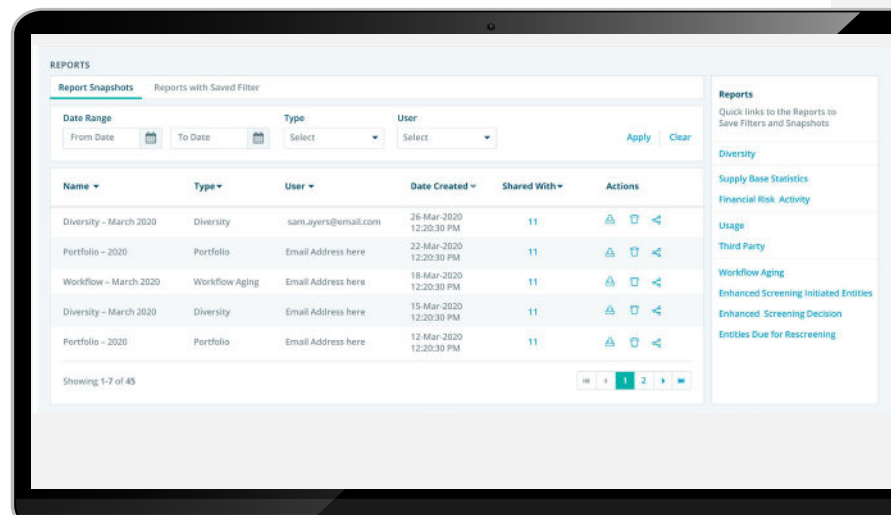 REPORTS
Report Snapshots Reports with Saved Filter
Date Range Type User
From Date To Date Select Select Apply Clear
Name Type User Date Created Shared With Actions
Diversity – March 2020 Diversity sam.ayers@email.com 26-Mar-2020 12:20:30 PM 11
Portfolio – 2020 Portfolio Email Address here 22-Mar-2020 12:20:30 PM 11
Workflow – March 2020 Workflow Aging Email Address here 18-Mar-2020 12:20:30 PM 11
Diversity – March 2020 Diversity Email Address here 15-Mar-2020 12:20:30 PM 11
Portfolio – 2020 Portfolio Email Address here 12-Mar-2020 12:20:30 PM 11
Showing 1-7 of 45 1 2
Reports
Quick links to the Reports to
Save Filters and Snapshots
Diversity
Supply Base Statistics
Financial Risk Activity
Usage
Third Party
Workflow Aging
Enhanced Screening Initiated Entities
Enhanced Screening Decision
Entities Due for Rescreening